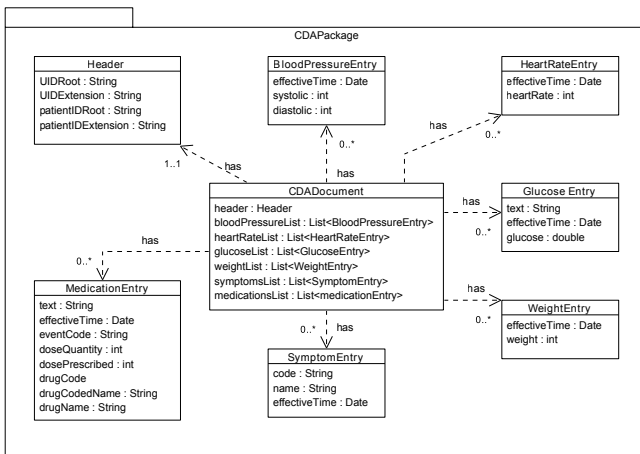 CDAPackage
Header
UIDRoot : String
UIDExtension : String
patientIDRoot : String
patientIDExtension : String
BloodPressureEntry
effectiveTime : Date
systolic : int
diastolic : int
HeartRateEntry
effectiveTime : Date
heartRate : int
has
1..1
has
0..*
has
0..*
CDADocument
header : Header
bloodPressureList : List<BloodPressureEntry>
heartRateList : List<HeartRateEntry>
glucoseList : List<GlucoseEntry>
weightList : List<WeightEntry>
symptomsList : List<SymptomEntry>
medicationsList : List<medicationEntry>
has
0..*
Glucose Entry
text : String
effectiveTime : Date
glucose : double
has
0..*
MedicationEntry
text : String
effectiveTime : Date
eventCode : String
doseQuantity : int
dosePrescribed : int
drugCode
drugCodedName : String
drugName : String
has
0..*
WeightEntry
effectiveTime : Date
weight : int
0..*
has
SymptomEntry
code : String
name : String
effectiveTime : Date